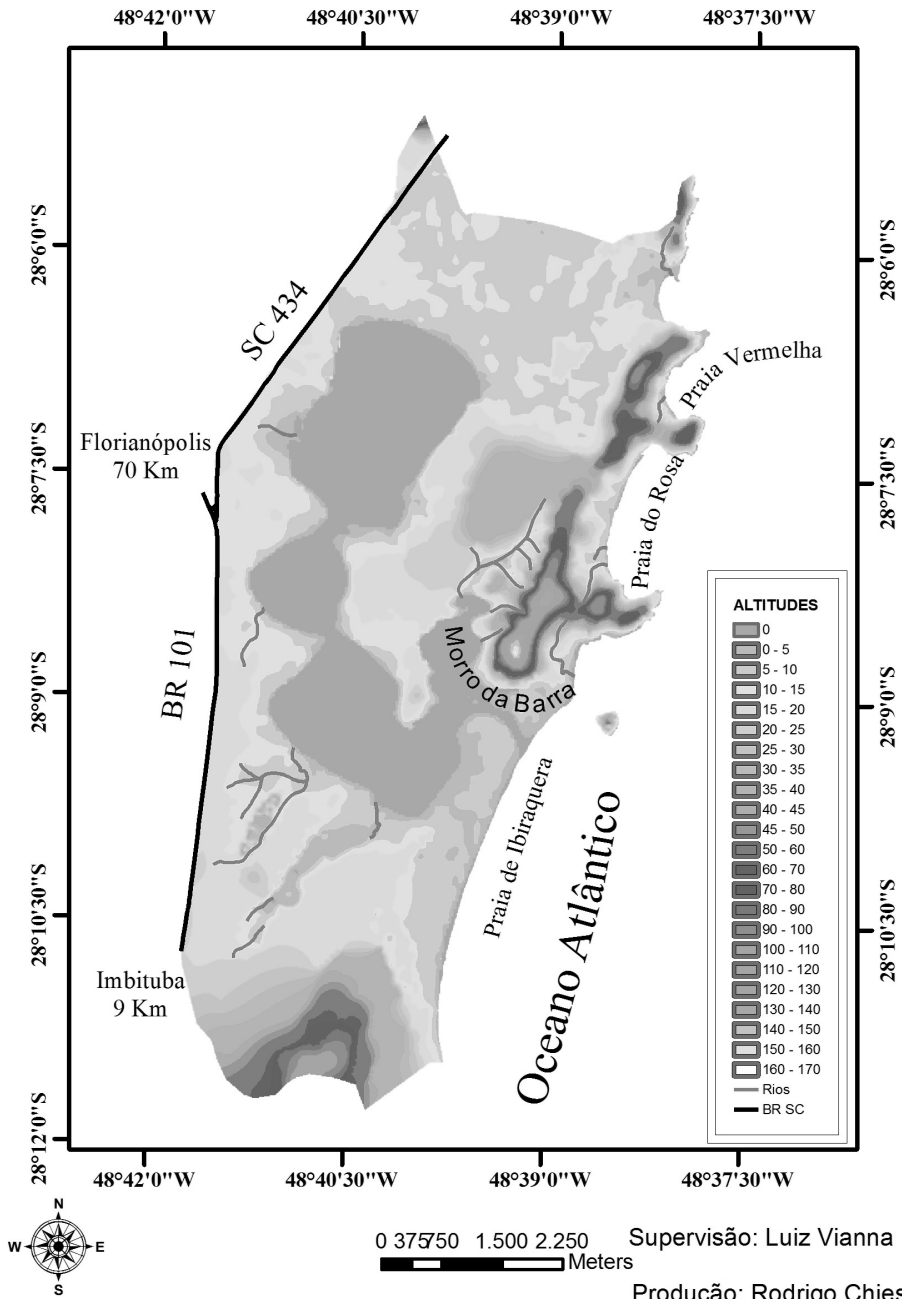 48°42'0"W 48°40'30"W 48°39'0"W 48°37'30"W
28°6'0"S
28°6'0"S
SC 434
Praia Vermelha
Florianópolis
70 Km
28°7'30"S
28°7'30"S
Praia do Rosa
BR 101
Morro da Barra
28°9'0"S
28°9'0"S
Praia de Ibiraquera
Oceano Atlântico
28°10'30"S
28°10'30"S
Imbituba
9 Km
28°12'0"S
ALTITUDES
0
0 - 5
5 - 10
10 - 15
15 - 20
20 - 25
25 - 30
30 - 35
35 - 40
40 - 45
45 - 50
50 - 60
60 - 70
70 - 80
80 - 90
90 - 100
100 - 110
110 - 120
120 - 130
130 - 140
140 - 150
150 - 160
160 - 170
Rios
BR SC
48°42'0"W 48°40'30"W 48°39'0"W 48°37'30"W
N
W E
S
0 375 750 1.500 2.250
Meters
Supervisão: Luiz Vianna
Produção: Rodrigo Chies